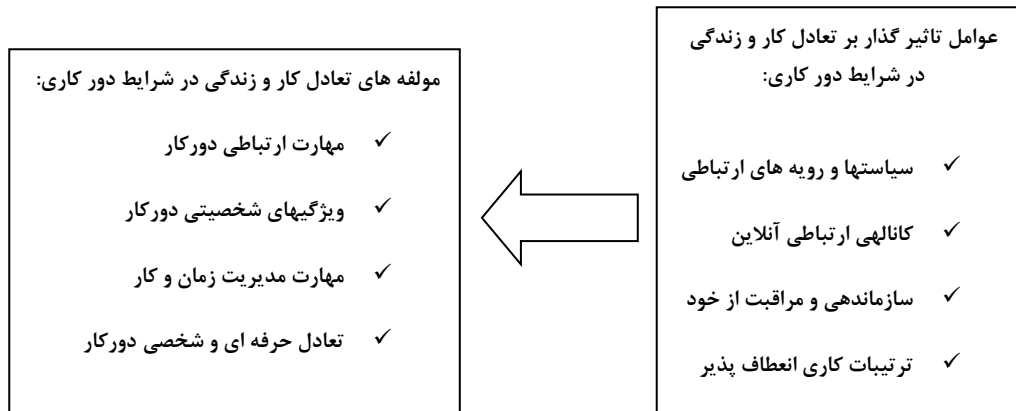 عوامل تاثیر گذار بر تعادل کار و زندگی
در شرایط دور کاری:
✓ سیاستها و رویه های ارتباطی
✓ کانالهی ارتباطی آنلاین
✓ سازماندهی و مراقبت از خود
✓ ترتیبات کاری انعطاف پذیر
مولفه های تعادل کار و زندگی در شرایط دور کاری:
✓ مهارت ارتباطی دورکار
✓ ویژگیهای شخصیتی دورکار
✓ مهارت مدیریت زمان و کار
✓ تعادل حرفه ای و شخصی دورکار